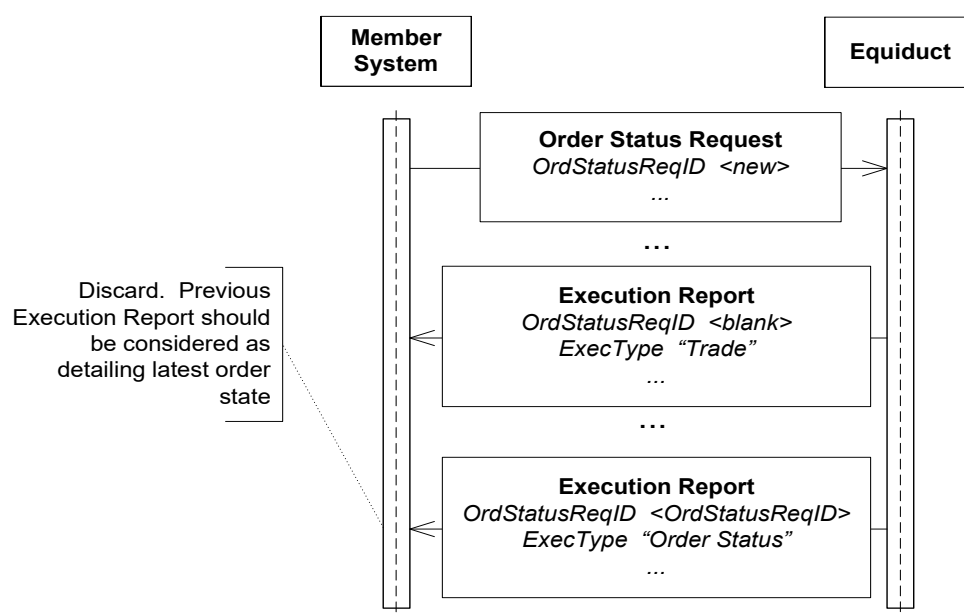 Member
System
Equiduct
Order Status Request
OrdStatusReqID <new>
...
...
Discard. Previous
Execution Report should
be considered as
detailing latest order
state
Execution Report
OrdStatusReqID <blank>
ExecType “Trade”
...
...
Execution Report
OrdStatusReqID <OrdStatusReqID>
ExecType “Order Status”
...